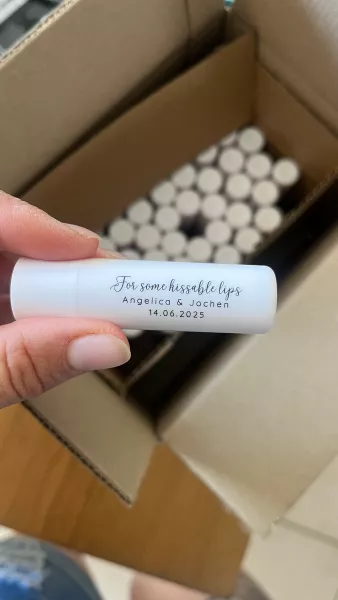 For some kissable lips
Angelica & Jochen
14.06.2025